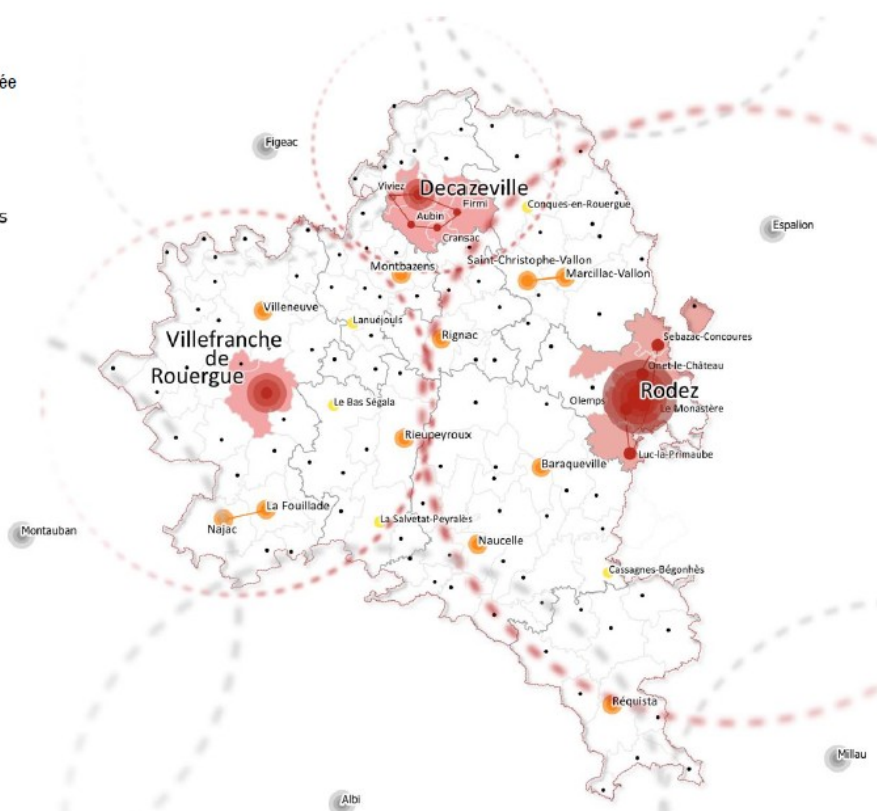 ée
Figeac
s
Viviez
Decazeville
Firmi
Aubin
Cransac
Conques-en-Rouergue
Espalion
Saint-Christophe-Vallon
Montbazens
Marcillac-Vallon
Villeneuve
Lanuéjouls
Rignac
Sebazac-Concoures
Villefranche
de
Rouergue
Onet-le-Château
Rodez
Olemps
Le Monastère
Le Bas Ségala
Rieupeyroux
Luc-la-Primaube
Baraqueville
La Fouillade
Najac
La Salvetat-Peyralès
Montauban
Naucelle
Cassagnes-Bégonhès
Réquista
Millau
Albi